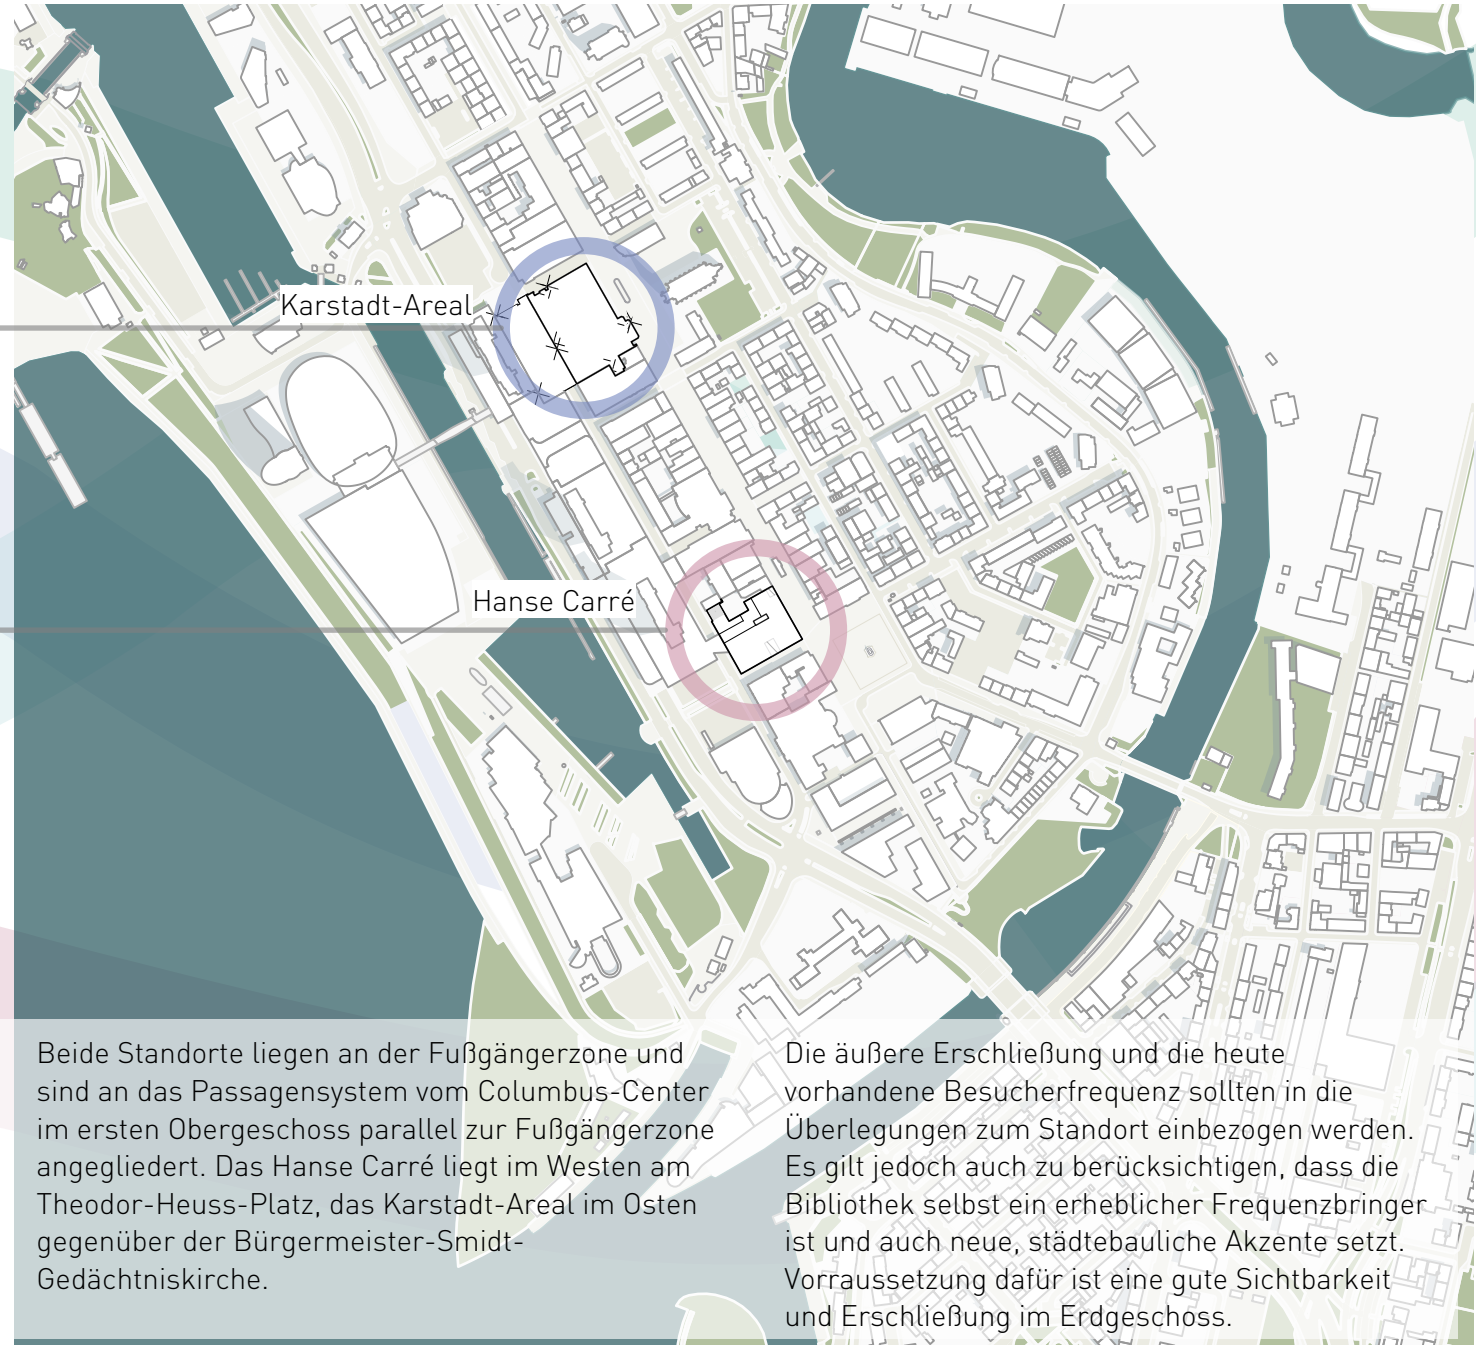 Karstadt-Areal
Hanse Carré
Beide Standorte liegen an der Fußgängerzone und
sind an das Passagensystem vom Columbus-Center
im ersten Obergeschoss parallel zur Fußgängerzone
angegliedert. Das Hanse Carré liegt im Westen am
Theodor-Heuss-Platz, das Karstadt-Areal im Osten
gegenüber der Bürgermeister-Smidt-
Gedächtniskirche.
Die äußere Erschließung und die heute
vorhandene Besucherfrequenz sollten in die
Überlegungen zum Standort einbezogen werden.
Es gilt jedoch auch zu berücksichtigen, dass die
Bibliothek selbst ein erheblicher Frequenzbringer
ist und auch neue, städtebauliche Akzente setzt.
Vorraussetzung dafür ist eine gute Sichtbarkeit
und Erschließung im Erdgeschoss.